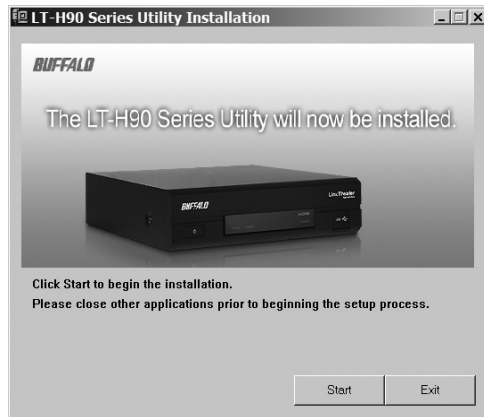 LT-H90 Series Utility Installation
BUFFALO
The LT-H90 Series Utility will now be installed.
BUFFALO
LinkTheater
Click Start to begin the installation.
Please close other applications prior to beginning the setup process.
Start
Exit